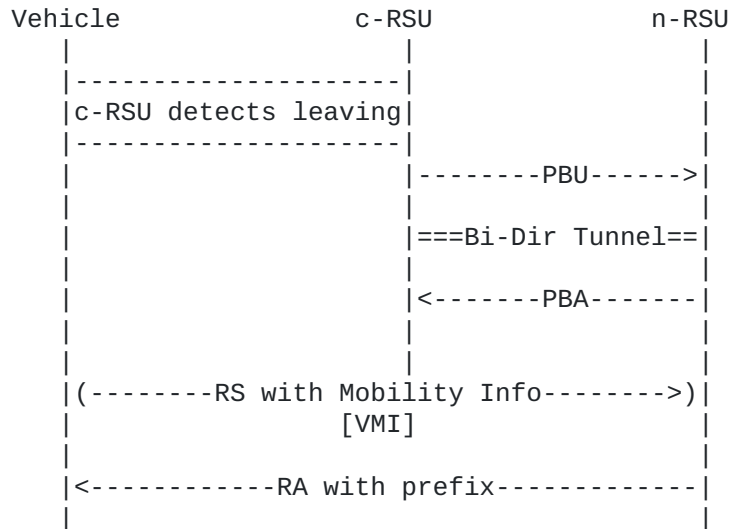 Vehicle c-RSU n-RSU
c-RSU detects leaving
PBU
Bi-Dir Tunnel
PBA
RS with Mobility Info
[VMI]
RA with prefix